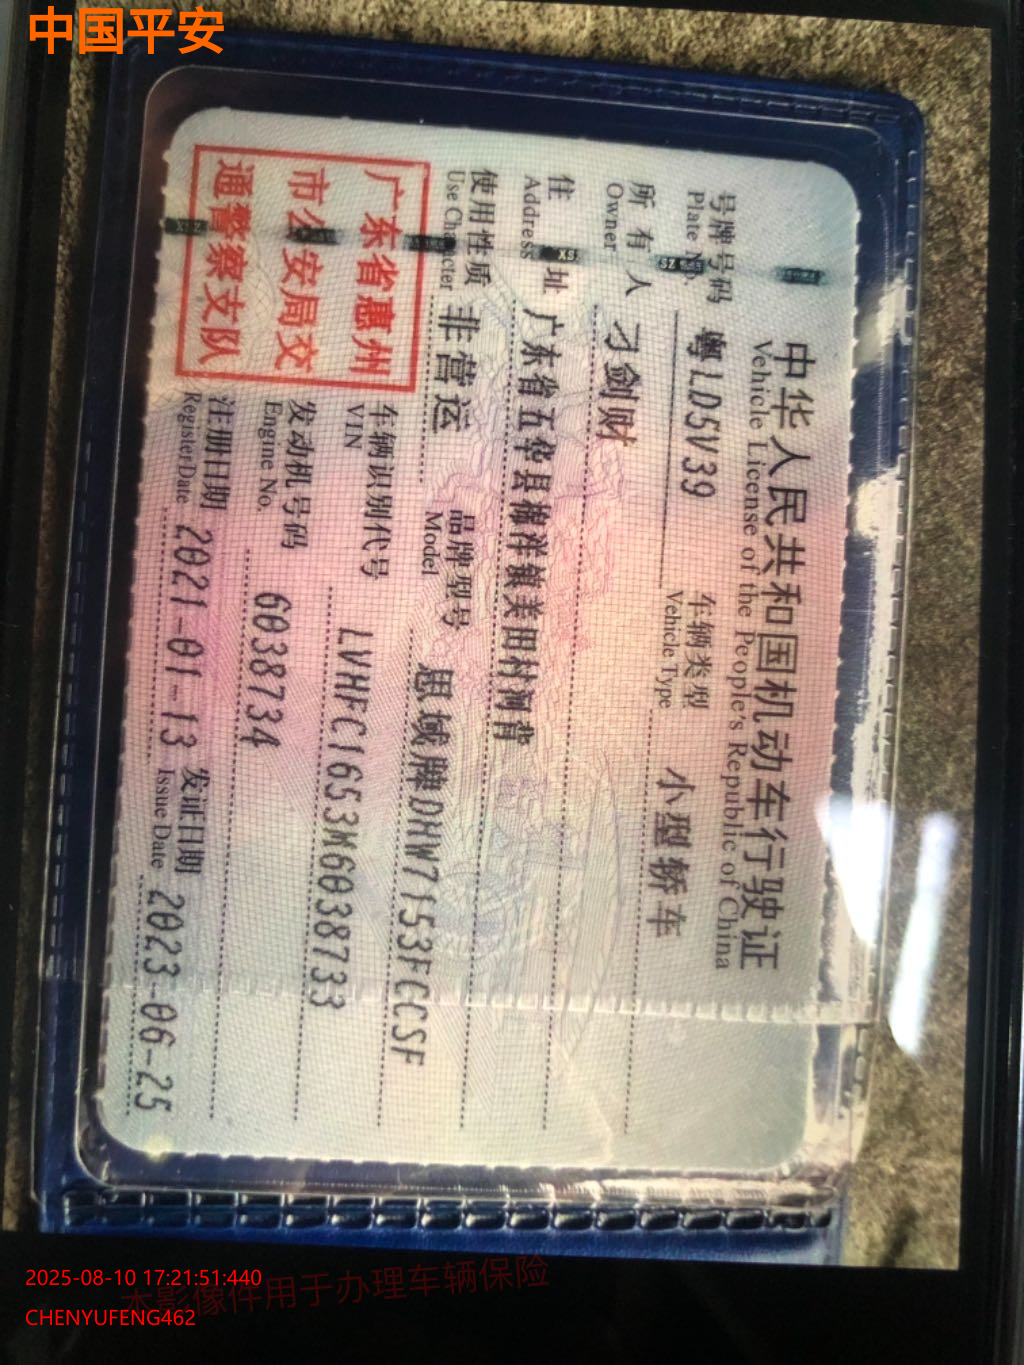 中国平安
中华人民共和国机动车行驶证
Vehicle License of the People's Republic of China
号牌号码 粤LD5V39 车辆类型 小型轿车
Plate No. Vehicle Type
所有人 刁剑财
Owner
住址 广东省五华县棉洋镇美田村洞背
Address
使用性质 非营运 品牌型号 思域牌DHW7153FCCSF
Use Character Model
广东省惠州
市公安局交
通警察支队
车辆识别代号 LVHFC1653M6038733
VIN
发动机号码 6038734
Engine No.
注册日期 2021-01-13 发证日期 2023-06-25
Register Date Issue Date
2025-08-10 17:21:51:440
本影像件用于办理车辆保险
CHENYUFENG462